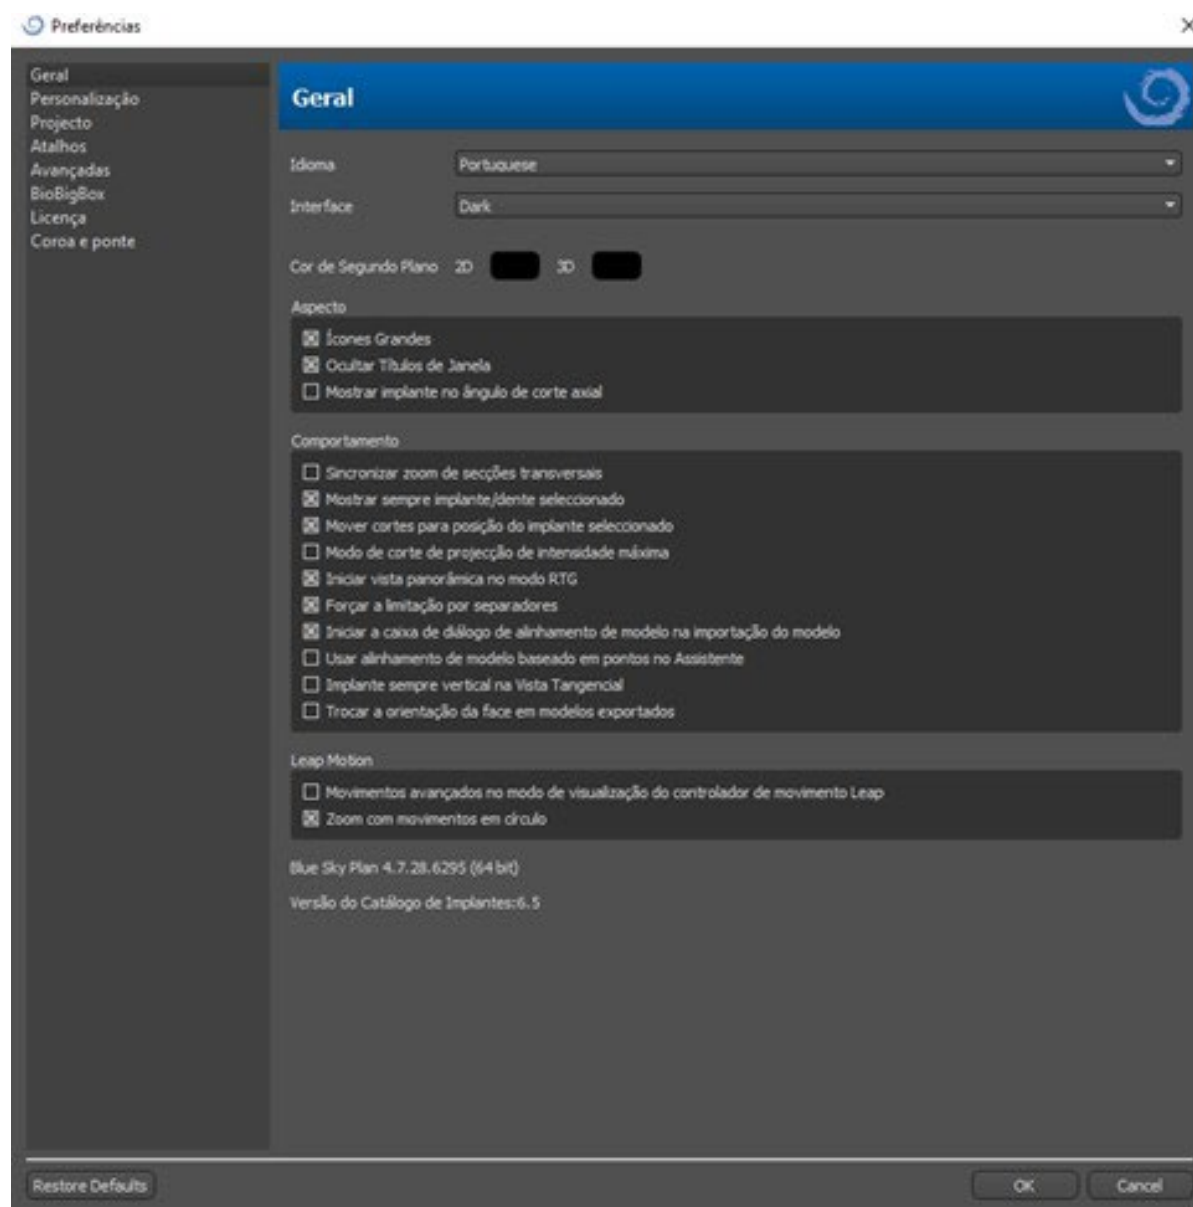 Preferências
Geral
Personalização
Projecto
Atalhos
Avançadas
BioBigBox
Licença
Coroa e ponte
Geral
Idioma Portuguese
Interface Dark
Cor de Segundo Plano 2D 3D
Aspecto
Ícones Grandes
Ocultar Títulos de Janela
Mostrar implante no ângulo de corte axial
Comportamento
Sincronizar zoom de secções transversais
Mostrar sempre implante/dente seleccionado
Mover cortes para posição do implante seleccionado
Modo de corte de projecção de intensidade máxima
Iniciar vista panorâmica no modo RTG
Forçar a limitação por separadores
Iniciar a caixa de diálogo de alinhamento de modelo na importação do modelo
Usar alinhamento de modelo baseado em pontos no Assistente
Implante sempre vertical na Vista Tangencial
Trocar a orientação da face em modelos exportados
Leap Motion
Movimentos avançados no modo de visualização do controlador de movimento Leap
Zoom com movimentos em círculo
Blue Sky Plan 4.7.28.6295 (64 bit)
Versão do Catálogo de Implantes:6.5
Restore Defaults OK Cancel